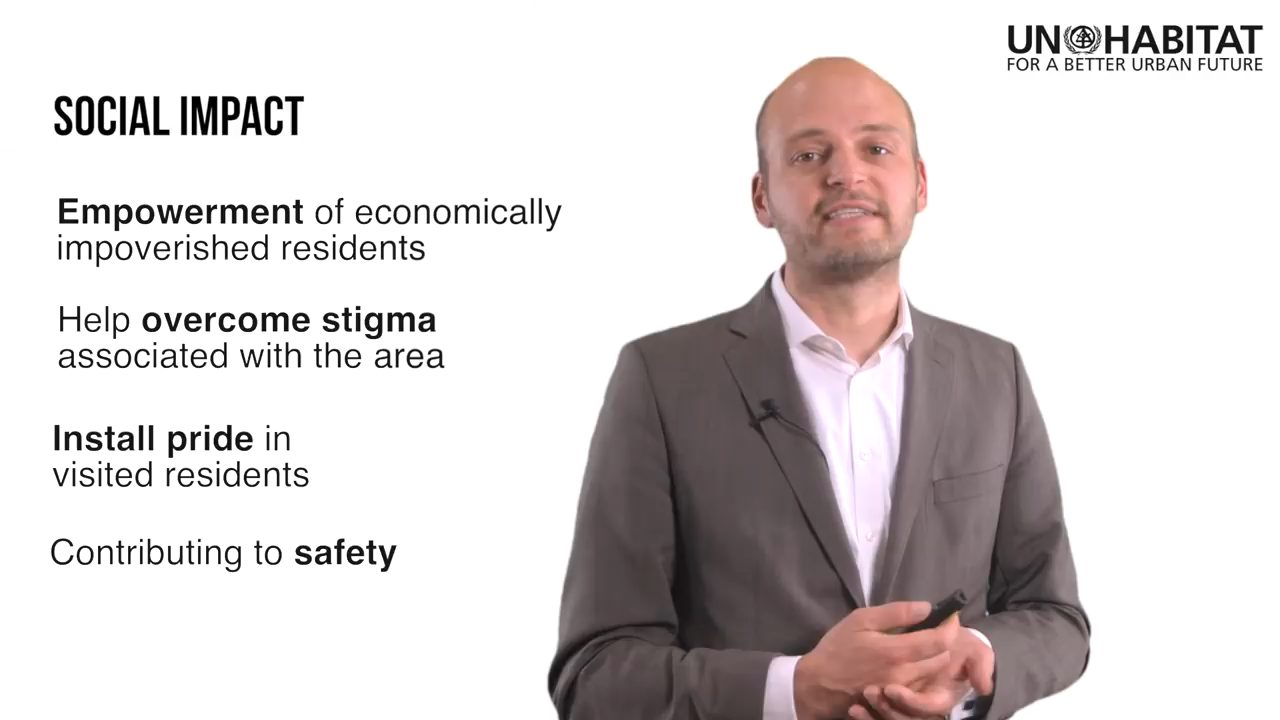 UN HABITAT
FOR A BETTER URBAN FUTURE
SOCIAL IMPACT
Empowerment of economically
impoverished residents
Help overcome stigma
associated with the area
Install pride in
visited residents
Contributing to safety